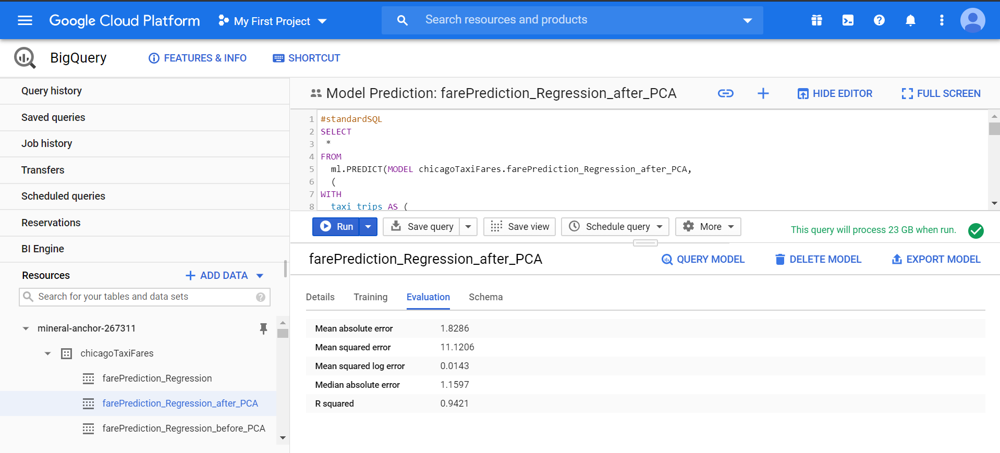 Google Cloud Platform
My First Project
Search resources and products
BigQuery
FEATURES & INFO
SHORTCUT
Query history
Saved queries
Job history
Transfers
Scheduled queries
Reservations
BI Engine
Resources
ADD DATA
Search for your tables and data sets
mineral-anchor-267311
chicagoTaxiFares
farePrediction_Regression
farePrediction_Regression_after_PCA
farePrediction_Regression_before_PCA
Model Prediction: farePrediction_Regression_after_PCA
HIDE EDITOR
FULL SCREEN
1 #standardSQL
2 SELECT
3 *
4 FROM
5 ml.PREDICT(MODEL chicagoTaxiFares.farePrediction_Regression_after_PCA,
6 (
7 WITH
8 taxi_trips AS (
Run
Save query
Save view
Schedule query
More
This query will process 23 GB when run.
farePrediction_Regression_after_PCA
QUERY MODEL
DELETE MODEL
EXPORT MODEL
Details Training Evaluation Schema
Mean absolute error 1.8286
Mean squared error 11.1206
Mean squared log error 0.0143
Median absolute error 1.1597
R squared 0.9421